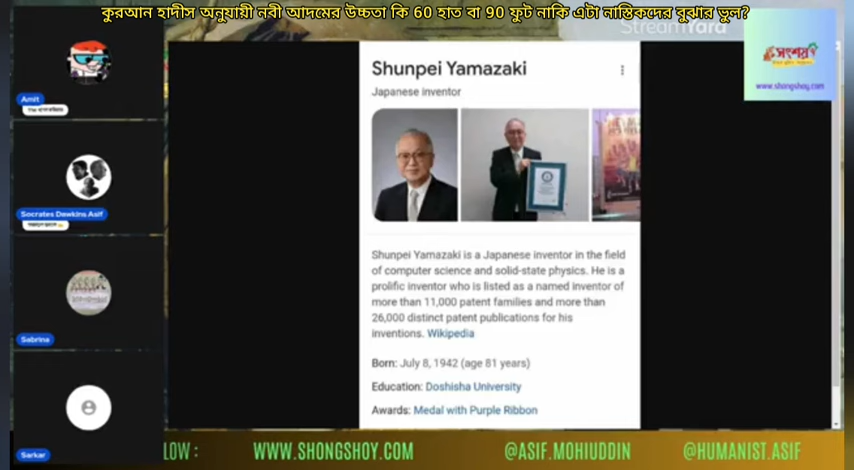 কুরআন হাদীস অনুযায়ী নবী আদমের উচ্চতা কি 60 হাত বা 90 ফুট নাকি এটা নাস্তিকদের বুঝার ভুল?
StreamYard
সংশয়
www.shongshoy.com
Amit
Socrates Dawkins Asif
Sabrina
Sarkar
Shunpei Yamazaki
Japanese inventor
Shunpei Yamazaki is a Japanese inventor in the field
of computer science and solid-state physics. He is a
prolific inventor who is listed as a named inventor of
more than 11,000 patent families and more than
26,000 distinct patent publications for his
inventions. Wikipedia
Born: July 8, 1942 (age 81 years)
Education: Doshisha University
Awards: Medal with Purple Ribbon
LOW : WWW.SHONGSHOY.COM @ASIF.MOHIUDDIN @HUMANIST.ASIF